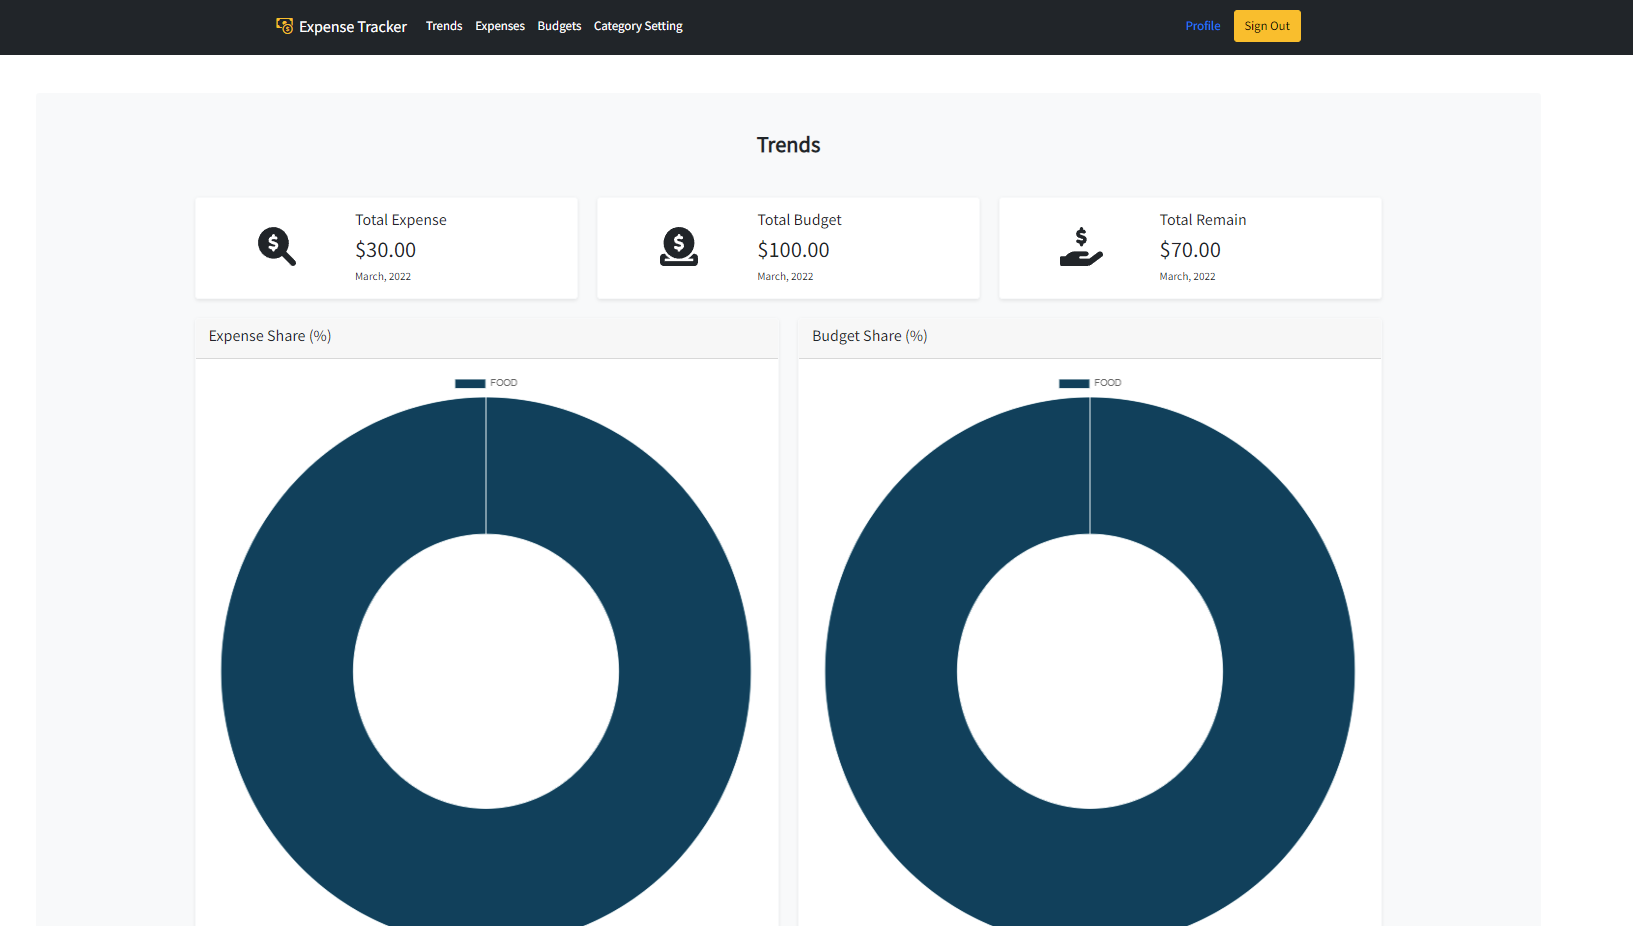 Expense Tracker Trends Expenses Budgets Category Setting Profile Sign Out
Trends
Total Expense
$30.00
March, 2022
Total Budget
$100.00
March, 2022
Total Remain
$70.00
March, 2022
Expense Share (%)
FOOD
Budget Share (%)
FOOD